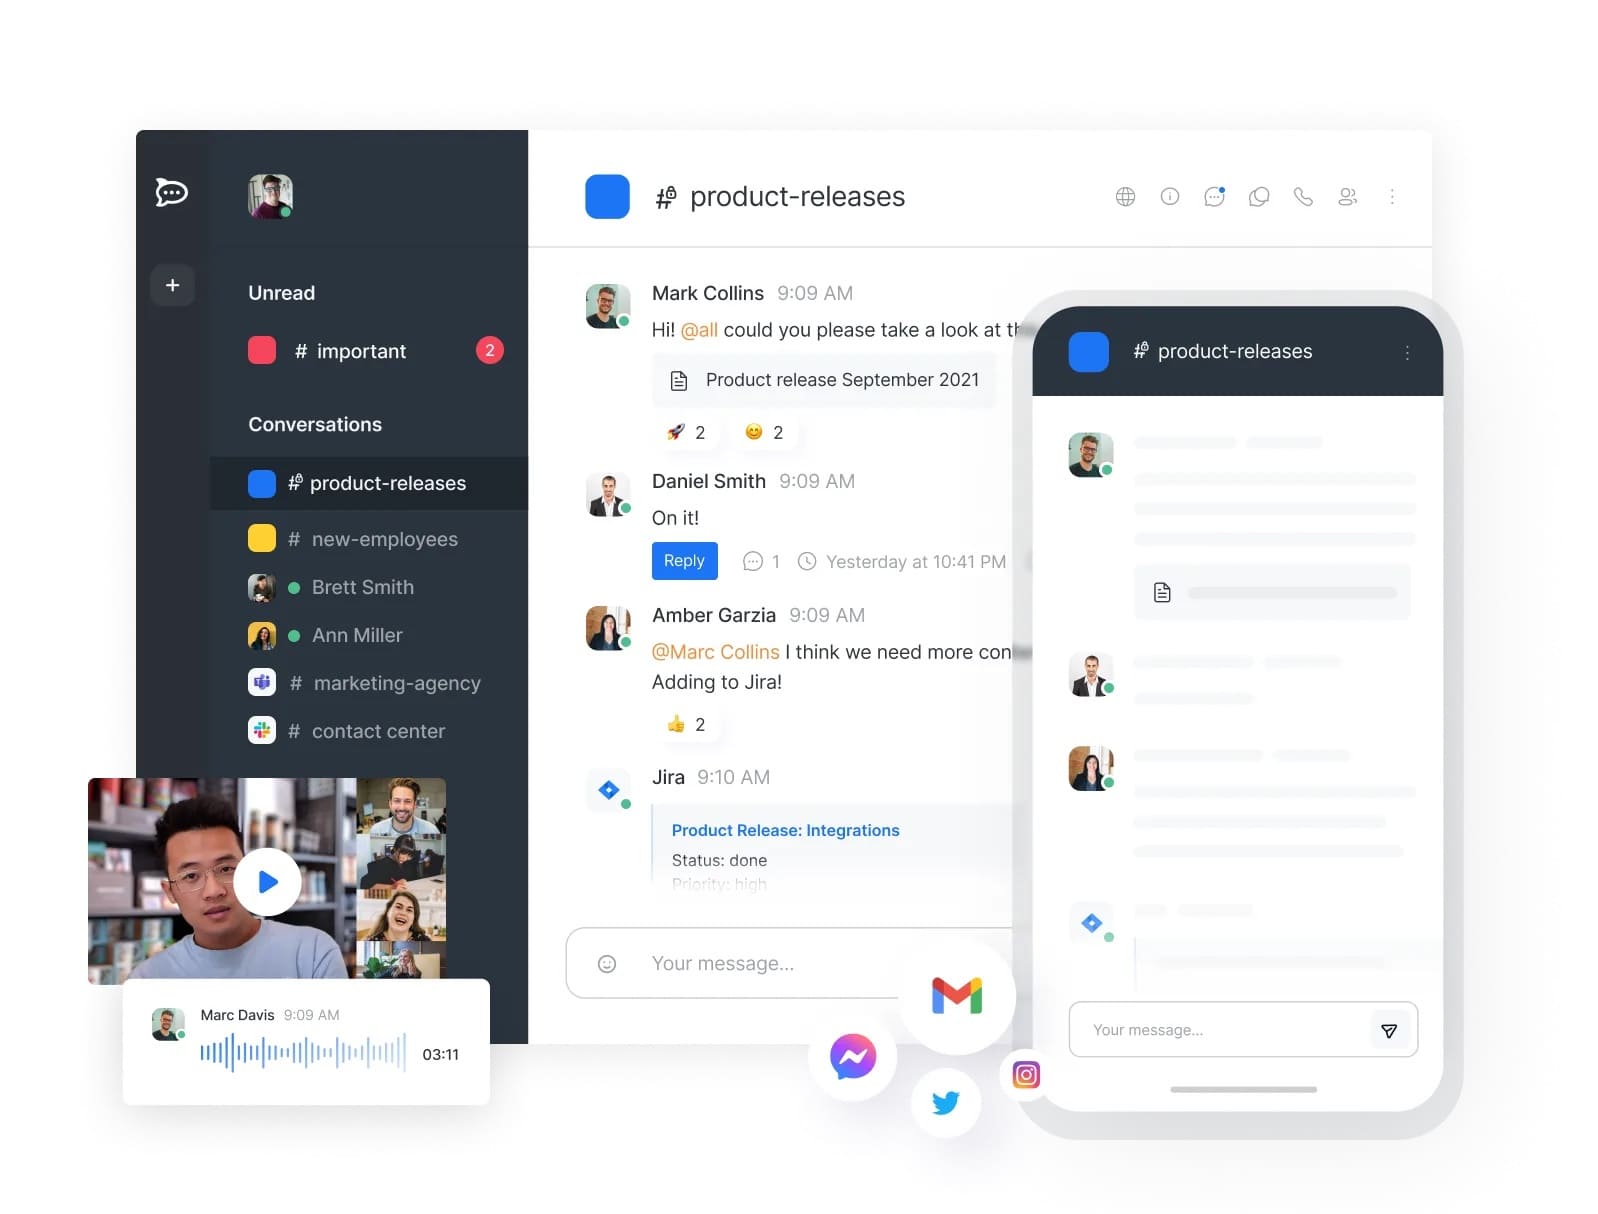 +
Unread
# important
2
Conversations
# product-releases
# new-employees
Brett Smith
Ann Miller
# marketing-agency
# contact center
# product-releases
Mark Collins 9:09 AM
Hi! @all could you please take a look at
Product release September 2021
🚀 2 😊 2
Daniel Smith 9:09 AM
On it!
Reply 1 Yesterday at 10:41 PM
Amber Garzia 9:09 AM
@Marc Collins I think we need more
Adding to Jira!
👍 2
Jira 9:10 AM
Product Release: Integrations
Status: done
Priority: high
Your message...
Marc Davis 9:09 AM
03:11
# product-releases
Your message...